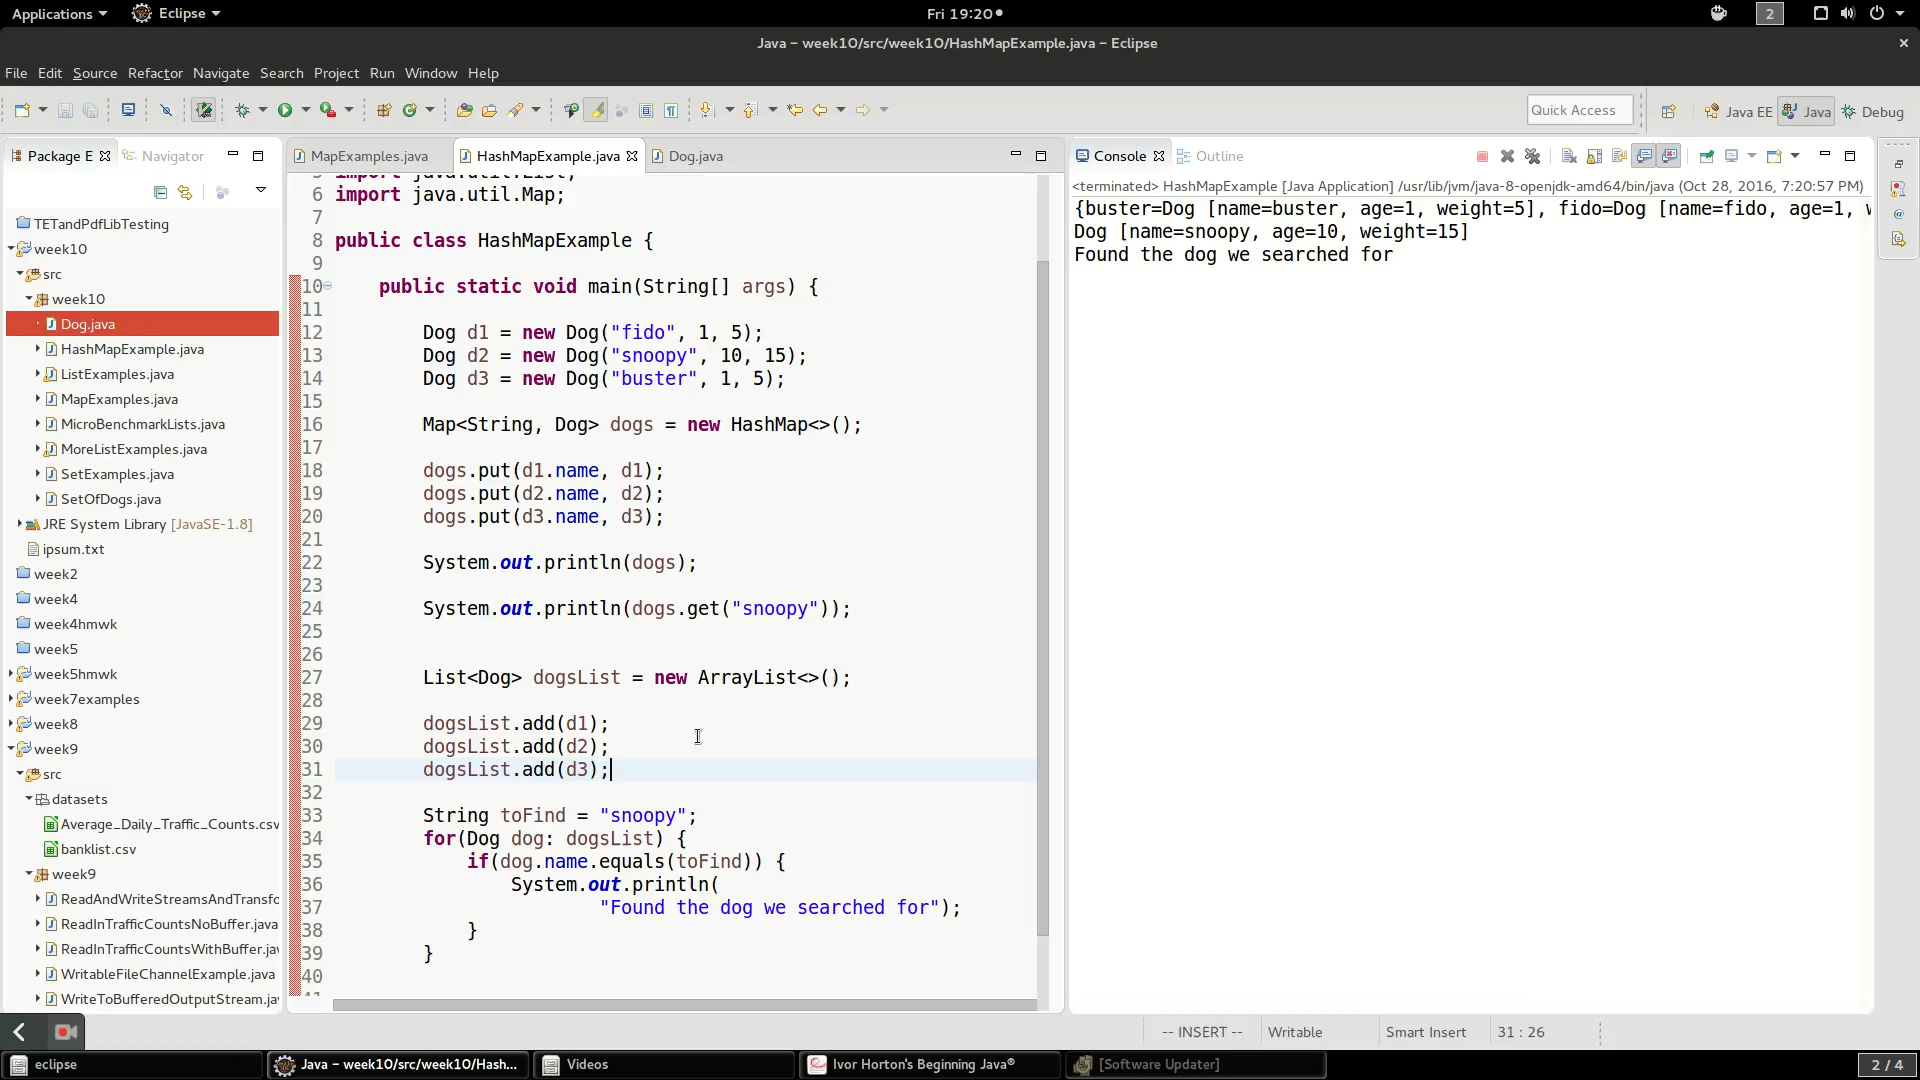 Applications
Eclipse
Fri 19:20
2
Java – week10/src/week10/HashMapExample.java – Eclipse
File Edit Source Refactor Navigate Search Project Run Window Help
Quick Access
Java EE
Java
Debug
Package E
Navigator
TETandPdfLibTesting
week10
src
week10
Dog.java
HashMapExample.java
ListExamples.java
MapExamples.java
MicroBenchmarkLists.java
MoreListExamples.java
SetExamples.java
SetOfDogs.java
JRE System Library [JavaSE-1.8]
ipsum.txt
week2
week4
week4hmwk
week5
week5hmwk
week7examples
week8
week9
src
datasets
Average_Daily_Traffic_Counts.csv
banklist.csv
week9
ReadAndWriteStreamsAndTransfo
ReadInTrafficCountsNoBuffer.java
ReadInTrafficCountsWithBuffer.jav
WritableFileChannelExample.java
WriteToBufferedOutputStream.jav
MapExamples.java
HashMapExample.java
Dog.java
5 import java.util.List;
6 import java.util.Map;
7
8 public class HashMapExample {
9
10 public static void main(String[] args) {
11
12 Dog d1 = new Dog("fido", 1, 5);
13 Dog d2 = new Dog("snoopy", 10, 15);
14 Dog d3 = new Dog("buster", 1, 5);
15
16 Map<String, Dog> dogs = new HashMap<>();
17
18 dogs.put(d1.name, d1);
19 dogs.put(d2.name, d2);
20 dogs.put(d3.name, d3);
21
22 System.out.println(dogs);
23
24 System.out.println(dogs.get("snoopy"));
25
26
27 List<Dog> dogsList = new ArrayList<>();
28
29 dogsList.add(d1);
30 dogsList.add(d2);
31 dogsList.add(d3);
32
33 String toFind = "snoopy";
34 for(Dog dog: dogsList) {
35 if(dog.name.equals(toFind)) {
36 System.out.println(
37 "Found the dog we searched for");
38 }
39 }
40
41
Console
Outline
<terminated> HashMapExample [Java Application] /usr/lib/jvm/java-8-openjdk-amd64/bin/java (Oct 28, 2016, 7:20:57 PM)
{buster=Dog [name=buster, age=1, weight=5], fido=Dog [name=fido, age=1, w
Dog [name=snoopy, age=10, weight=15]
Found the dog we searched for
-- INSERT --
Writable
Smart Insert
31 : 26
eclipse
Java – week10/src/week10/Hash...
Videos
Ivor Horton's Beginning Java®
[Software Updater]
2 / 4